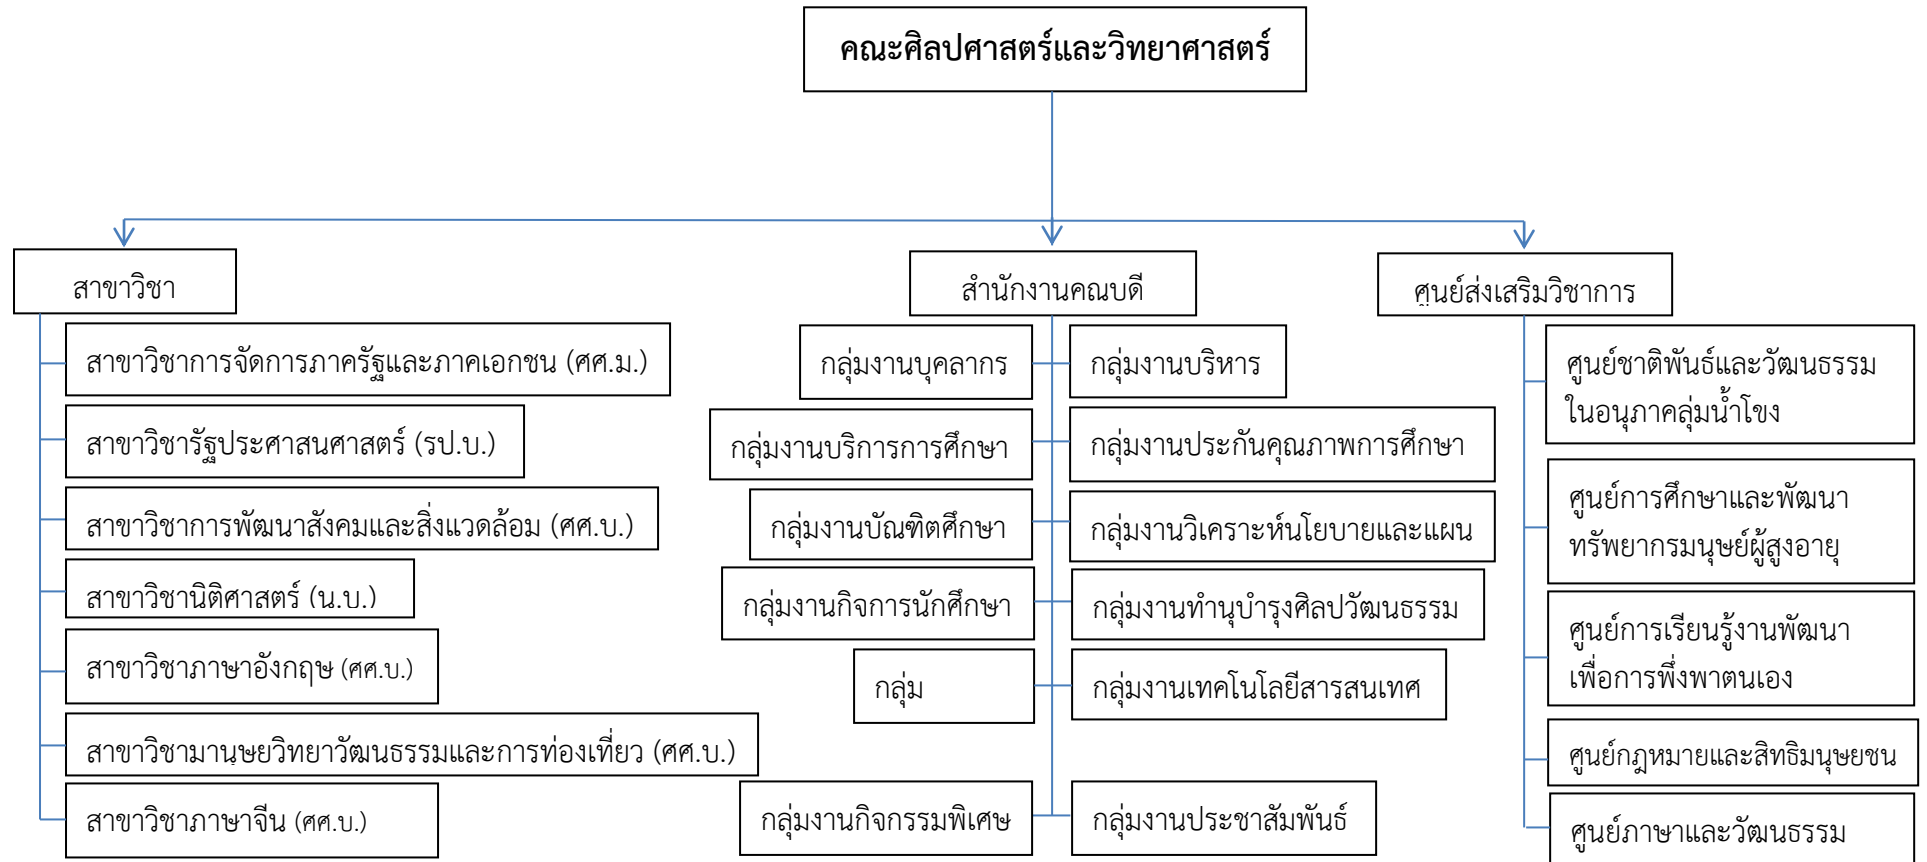 คณะศิลปศาสตร์และวิทยาศาสตร์
สาขาวิชา
สาขาวิชาการจัดการภาครัฐและภาคเอกชน (ศศ.ม.)
สาขาวิชารัฐประศาสนศาสตร์ (รป.บ.)
สาขาวิชาการพัฒนาสังคมและสิ่งแวดล้อม (ศศ.บ.)
สาขาวิชานิติศาสตร์ (น.บ.)
สาขาวิชาภาษาอังกฤษ (ศศ.บ.)
สาขาวิชามานุษยวิทยาวัฒนธรรมและการท่องเที่ยว (ศศ.บ.)
สาขาวิชาภาษาจีน (ศศ.บ.)
สำนักงานคณบดี
กลุ่มงานบุคลากร
กลุ่มงานบริหาร
กลุ่มงานบริการการศึกษา
กลุ่มงานประกันคุณภาพการศึกษา
กลุ่มงานบัณฑิตศึกษา
กลุ่มงานวิเคราะห์นโยบายและแผน
กลุ่มงานกิจการนักศึกษา
กลุ่มงานทำนุบำรุงศิลปวัฒนธรรม
กลุ่ม
กลุ่มงานเทคโนโลยีสารสนเทศ
กลุ่มงานกิจกรรมพิเศษ
กลุ่มงานประชาสัมพันธ์
ศูนย์ส่งเสริมวิชาการ
ศูนย์ชาติพันธ์และวัฒนธรรม
ในอนุภาคลุ่มน้ำโขง
ศูนย์การศึกษาและพัฒนา
ทรัพยากรมนุษย์ผู้สูงอายุ
ศูนย์การเรียนรู้งานพัฒนา
เพื่อการพึ่งพาตนเอง
ศูนย์กฎหมายและสิทธิมนุษยชน
ศูนย์ภาษาและวัฒนธรรม